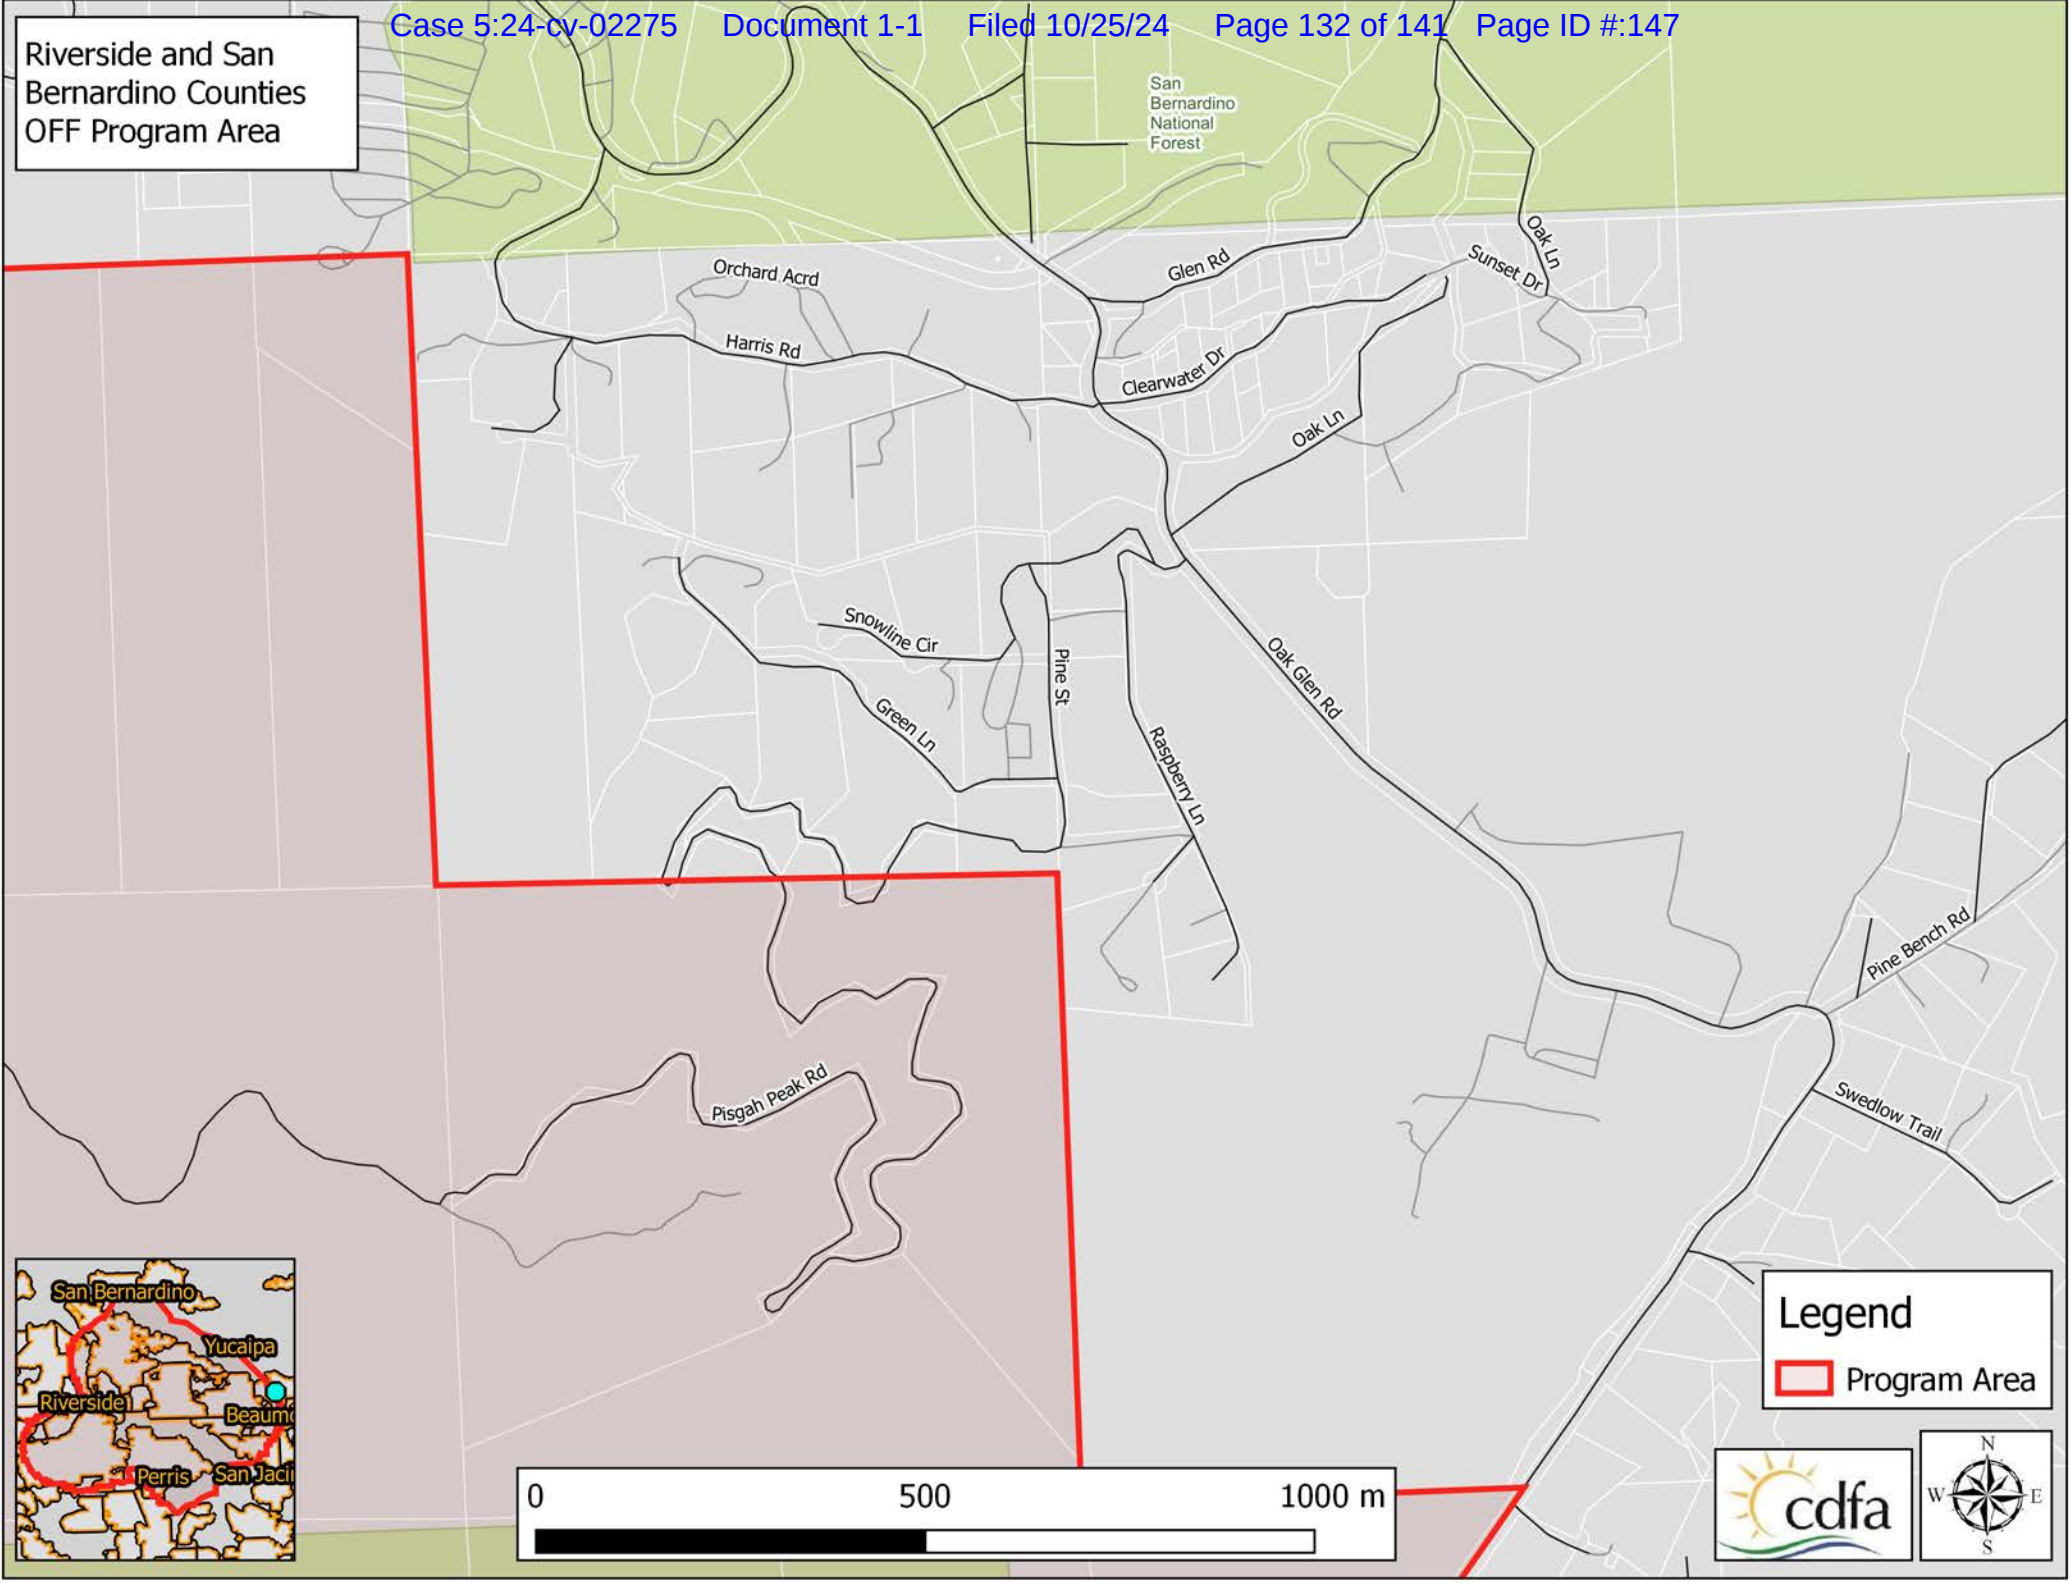 Case 5:24-cv-02275 Document 1-1 Filed 10/25/24 Page 132 of 141 Page ID #:147
Riverside and San
Bernardino Counties
OFF Program Area
San
Bernardino
National
Forest
Oak Ln
Sunset Dr
Glen Rd
Orchard Acrd
Harris Rd
Clearwater Dr
Oak Ln
Snowline Cir
Pine St
Oak Glen Rd
Green Ln
Raspberry Ln
Pine Bench Rd
Pisgah Peak Rd
Swedlow Trail
San Bernardino
Yucaipa
Riverside
Beaumo
Perris
San Jaci
Legend
Program Area
0 500 1000 m
cdfa
N
W E
S